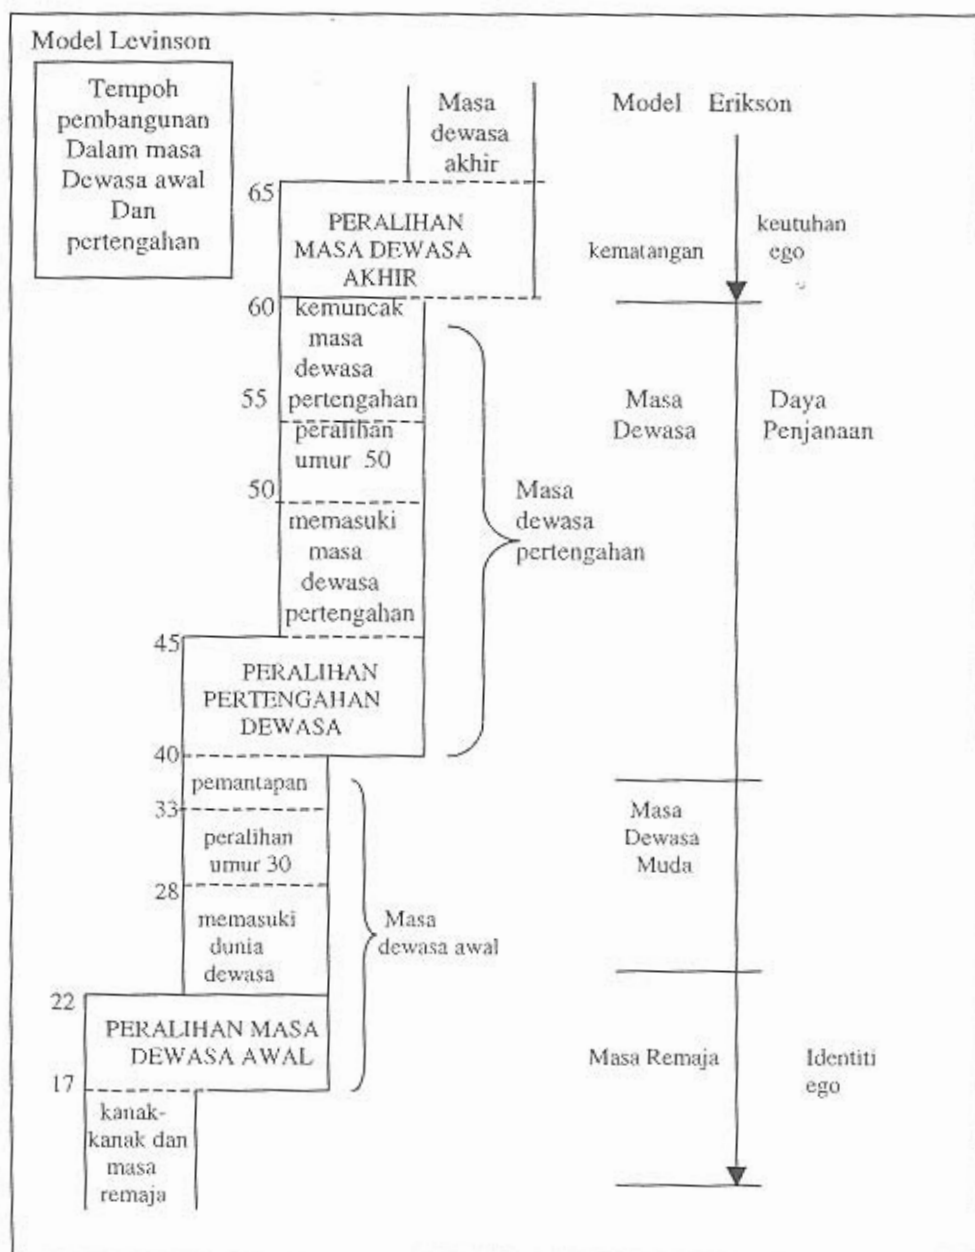 Model Levinson
Tempoh
pembangunan
Dalam masa
Dewasa awal
Dan
pertengahan
Masa
dewasa
akhir
65
PERALIHAN
MASA DEWASA
AKHIR
60
kemuncak
masa
dewasa
pertengahan
55
peralihan
umur 50
50
memasuki
masa
dewasa
pertengahan
Masa
dewasa
pertengahan
45
PERALIHAN
PERTENGAHAN
DEWASA
40
pemantapan
33
peralihan
umur 30
28
memasuki
dunia
dewasa
Masa
dewasa awal
22
PERALIHAN MASA
DEWASA AWAL
17
kanak-
kanak dan
masa
remaja
Model Erikson
kematangan
keutuhan
ego
Masa
Dewasa
Daya
Penjanaan
Masa
Dewasa
Muda
Masa Remaja
Identiti
ego